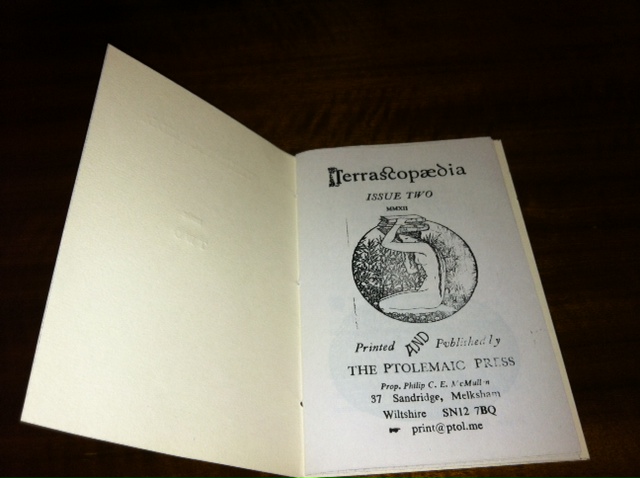 Terrascopædia
ISSUE TWO
MMXII
Printed AND Published by
THE PTOLEMAIC PRESS
Prop. Philip C. E. McMullen
37 Sandridge, Melksham
Wiltshire SN12 7BQ
print@ptol.me